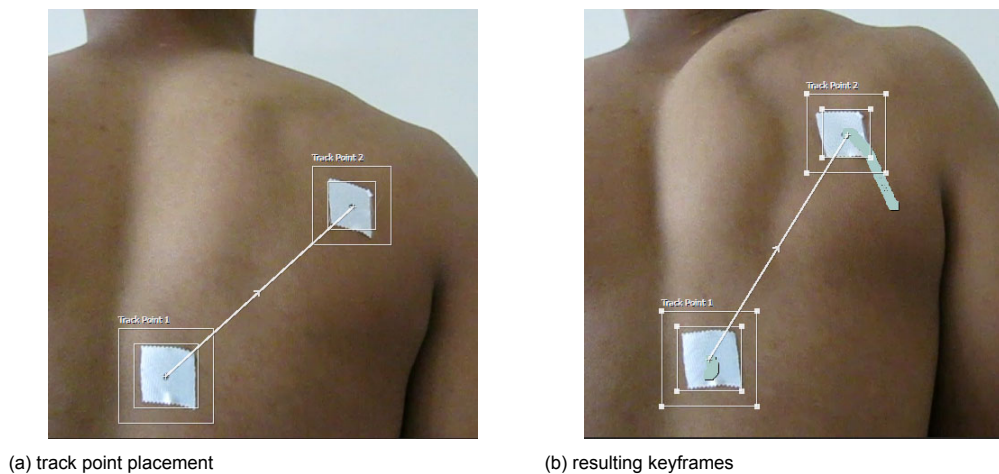 Track Point 2
Track Point 1
Track Point 2
Track Point 1
(a) track point placement
(b) resulting keyframes